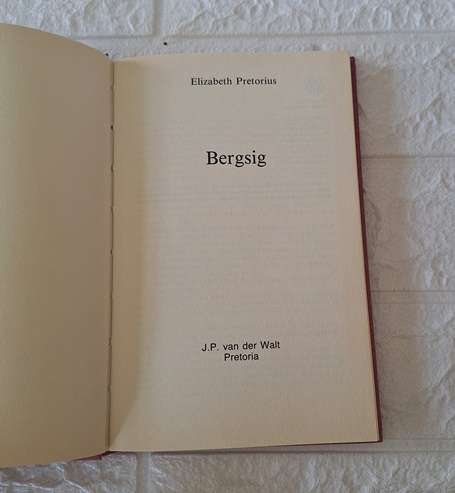 Elizabeth Pretorius
Bergsig
J.P. van der Walt
Pretoria